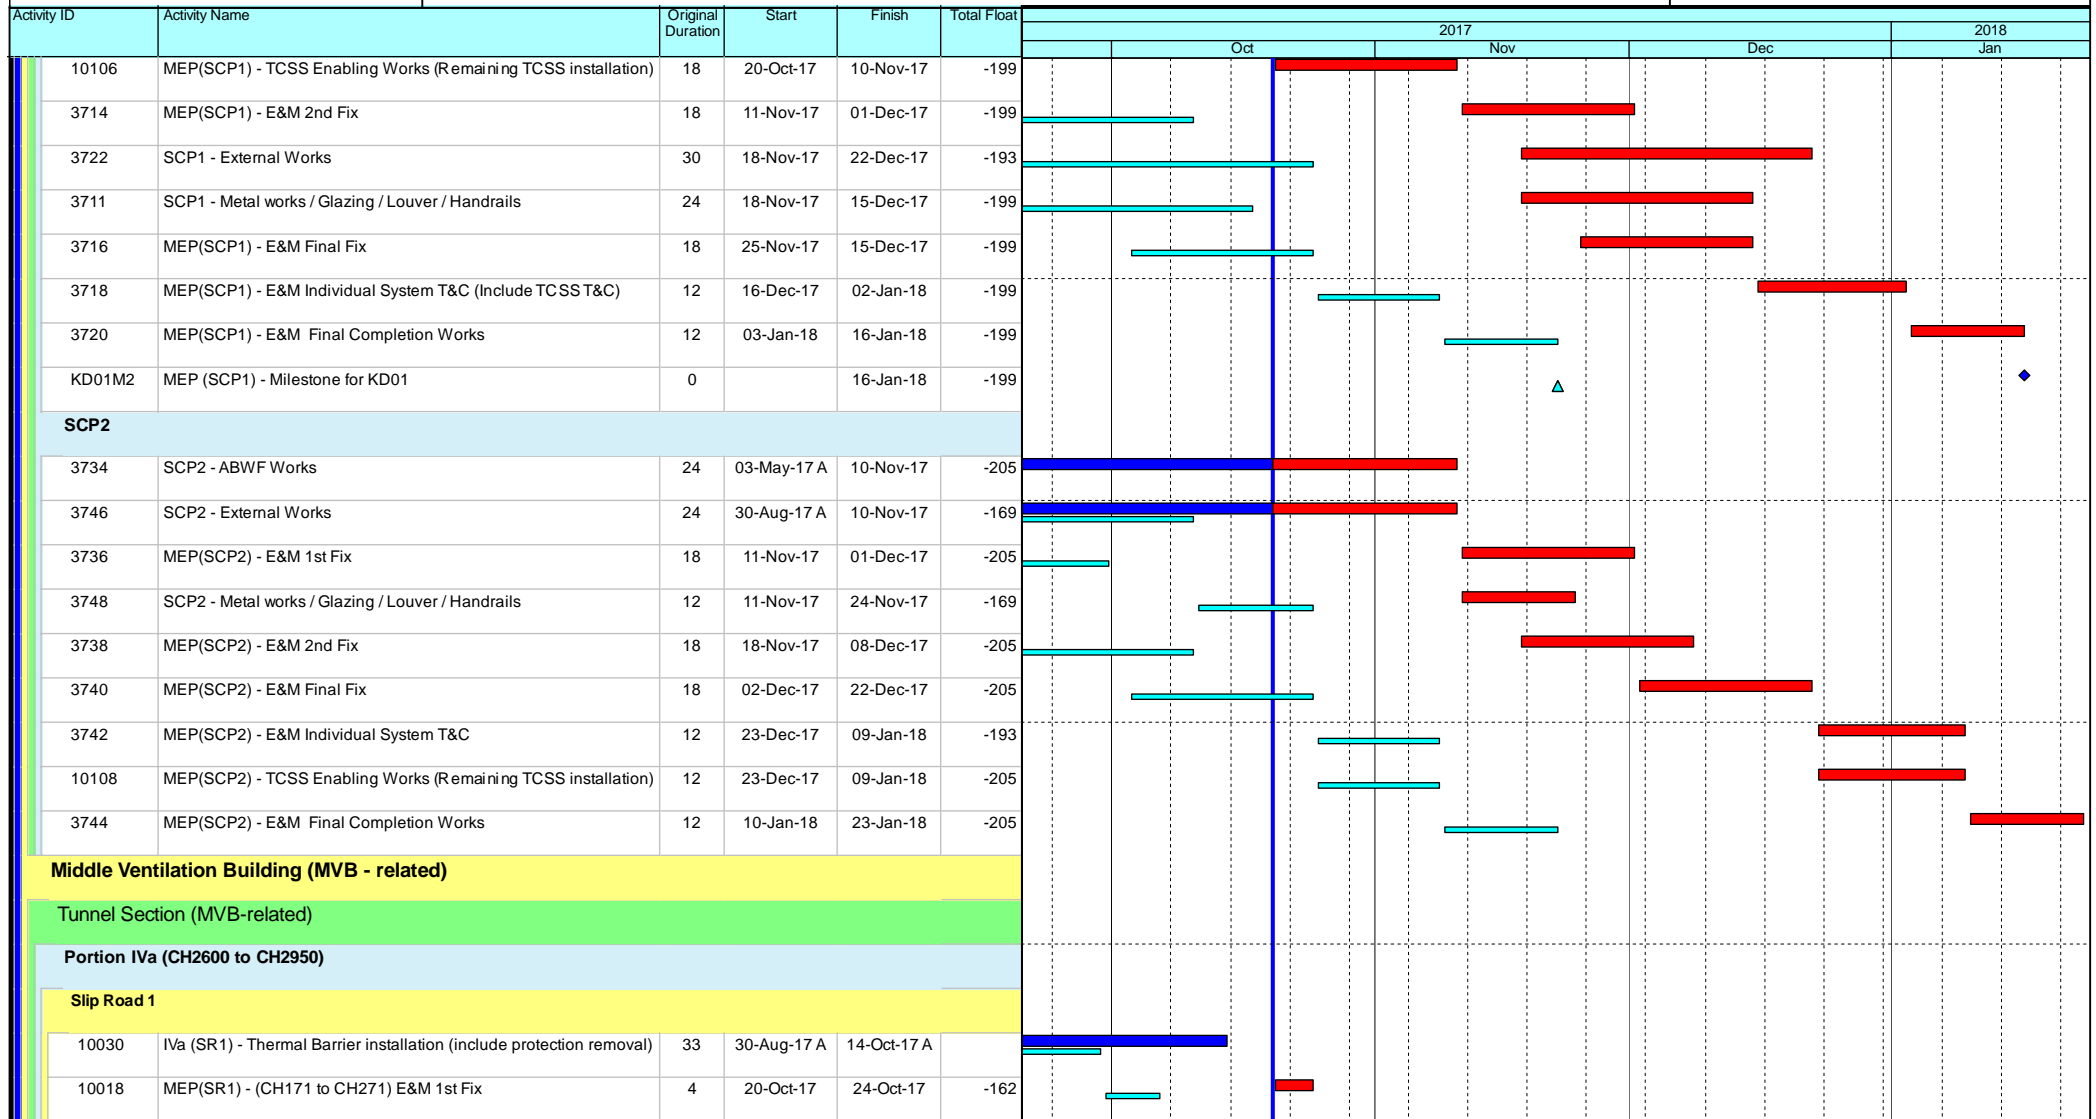 Activity ID Activity Name Original Duration Start Finish Total Float
2017 2018
Oct Nov Dec Jan
10106 MEP(SCP1) - TCSS Enabling Works (Remaining TCSS installation) 18 20-Oct-17 10-Nov-17 -199
3714 MEP(SCP1) - E&M 2nd Fix 18 11-Nov-17 01-Dec-17 -199
3722 SCP1 - External Works 30 18-Nov-17 22-Dec-17 -193
3711 SCP1 - Metal works / Glazing / Louver / Handrails 24 18-Nov-17 15-Dec-17 -199
3716 MEP(SCP1) - E&M Final Fix 18 25-Nov-17 15-Dec-17 -199
3718 MEP(SCP1) - E&M Individual System T&C (Include TCSS T&C) 12 16-Dec-17 02-Jan-18 -199
3720 MEP(SCP1) - E&M Final Completion Works 12 03-Jan-18 16-Jan-18 -199
KD01M2 MEP (SCP1) - Milestone for KD01 0 16-Jan-18 -199
SCP2
3734 SCP2 - ABWF Works 24 03-May-17 A 10-Nov-17 -205
3746 SCP2 - External Works 24 30-Aug-17 A 10-Nov-17 -169
3736 MEP(SCP2) - E&M 1st Fix 18 11-Nov-17 01-Dec-17 -205
3748 SCP2 - Metal works / Glazing / Louver / Handrails 12 11-Nov-17 24-Nov-17 -169
3738 MEP(SCP2) - E&M 2nd Fix 18 18-Nov-17 08-Dec-17 -205
3740 MEP(SCP2) - E&M Final Fix 18 02-Dec-17 22-Dec-17 -205
3742 MEP(SCP2) - E&M Individual System T&C 12 23-Dec-17 09-Jan-18 -193
10108 MEP(SCP2) - TCSS Enabling Works (Remaining TCSS installation) 12 23-Dec-17 09-Jan-18 -205
3744 MEP(SCP2) - E&M Final Completion Works 12 10-Jan-18 23-Jan-18 -205
Middle Ventilation Building (MVB - related)
Tunnel Section (MVB-related)
Portion IVa (CH2600 to CH2950)
Slip Road 1
10030 IVa (SR1) - Thermal Barrier installation (include protection removal) 33 30-Aug-17 A 14-Oct-17 A
10018 MEP(SR1) - (CH171 to CH271) E&M 1st Fix 4 20-Oct-17 24-Oct-17 -162